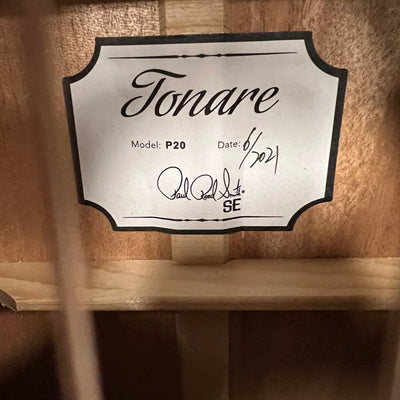 Tonare
Model: P20 Date: 6/2021
Paul Reed Smith
SE